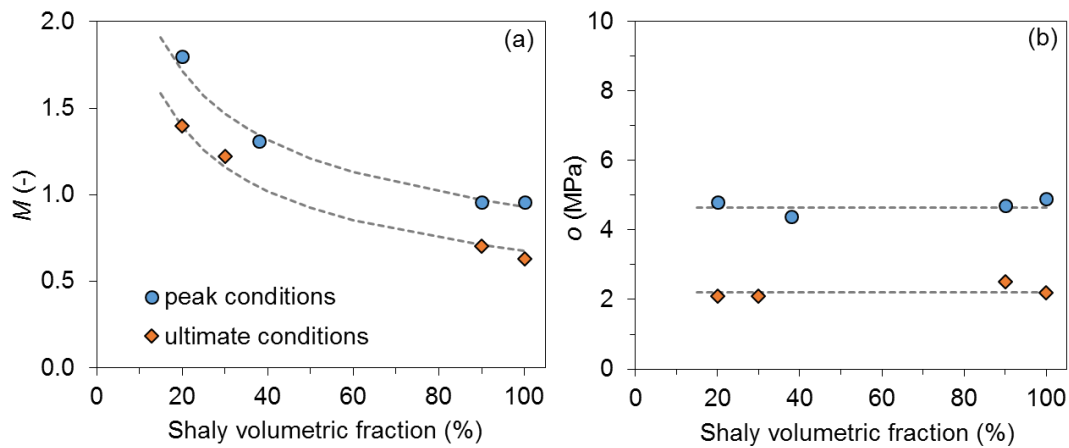 (a)
2.0
1.5
1.0
0.5
0.0
M (-)
peak conditions
ultimate conditions
0 20 40 60 80 100
Shaly volumetric fraction (%)
(b)
10
8
6
4
2
0
o (MPa)
0 20 40 60 80 100
Shaly volumetric fraction (%)